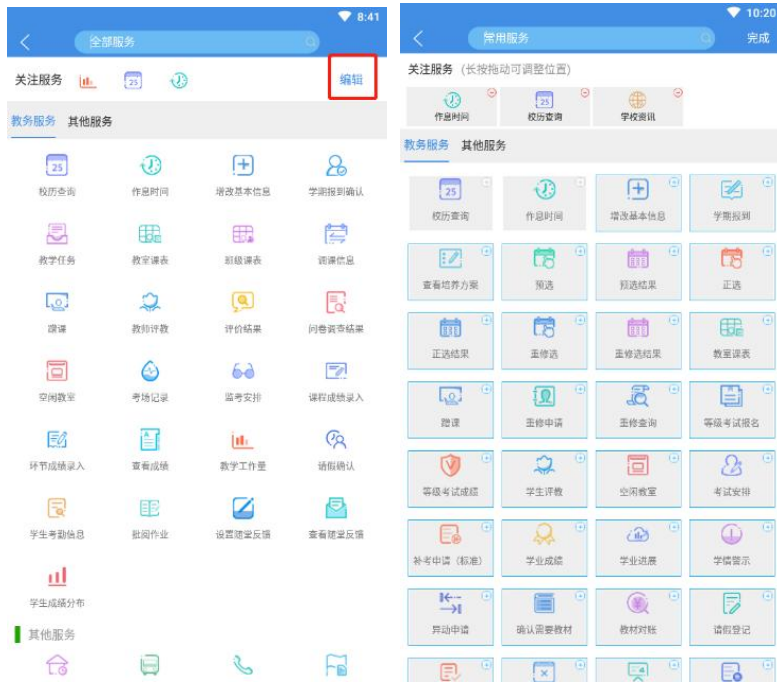 8:41
全部服务
关注服务
25
编辑
教务服务 其他服务
25
校历查询 作息时间 增改基本信息 学期报到确认
教学任务 教室课表 班级课表 调课信息
蹭课 教师评教 评价结果 问卷调查结果
空闲教室 考场记录 监考安排 课程成绩录入
环节成绩录入 查看成绩 教学工作量 请假确认
学生考勤信息 批阅作业 设置随堂反馈 查看随堂反馈
学生成绩分布
其他服务
10:20
常用服务 完成
关注服务 (长按拖动可调整位置)
25
作息时间 校历查询 学校资讯
教务服务 其他服务
25
校历查询 作息时间 增改基本信息 学期报到
查看培养方案 预选 预选结果 正选
正选结果 重修选 重修选结果 教室课表
蹭课 重修申请 重修查询 等级考试报名
等级考试成绩 学生评教 空闲教室 考试安排
补考申请（标准） 学业成绩 学业进展 学情警示
异动申请 确认需要教材 教材对账 请假登记